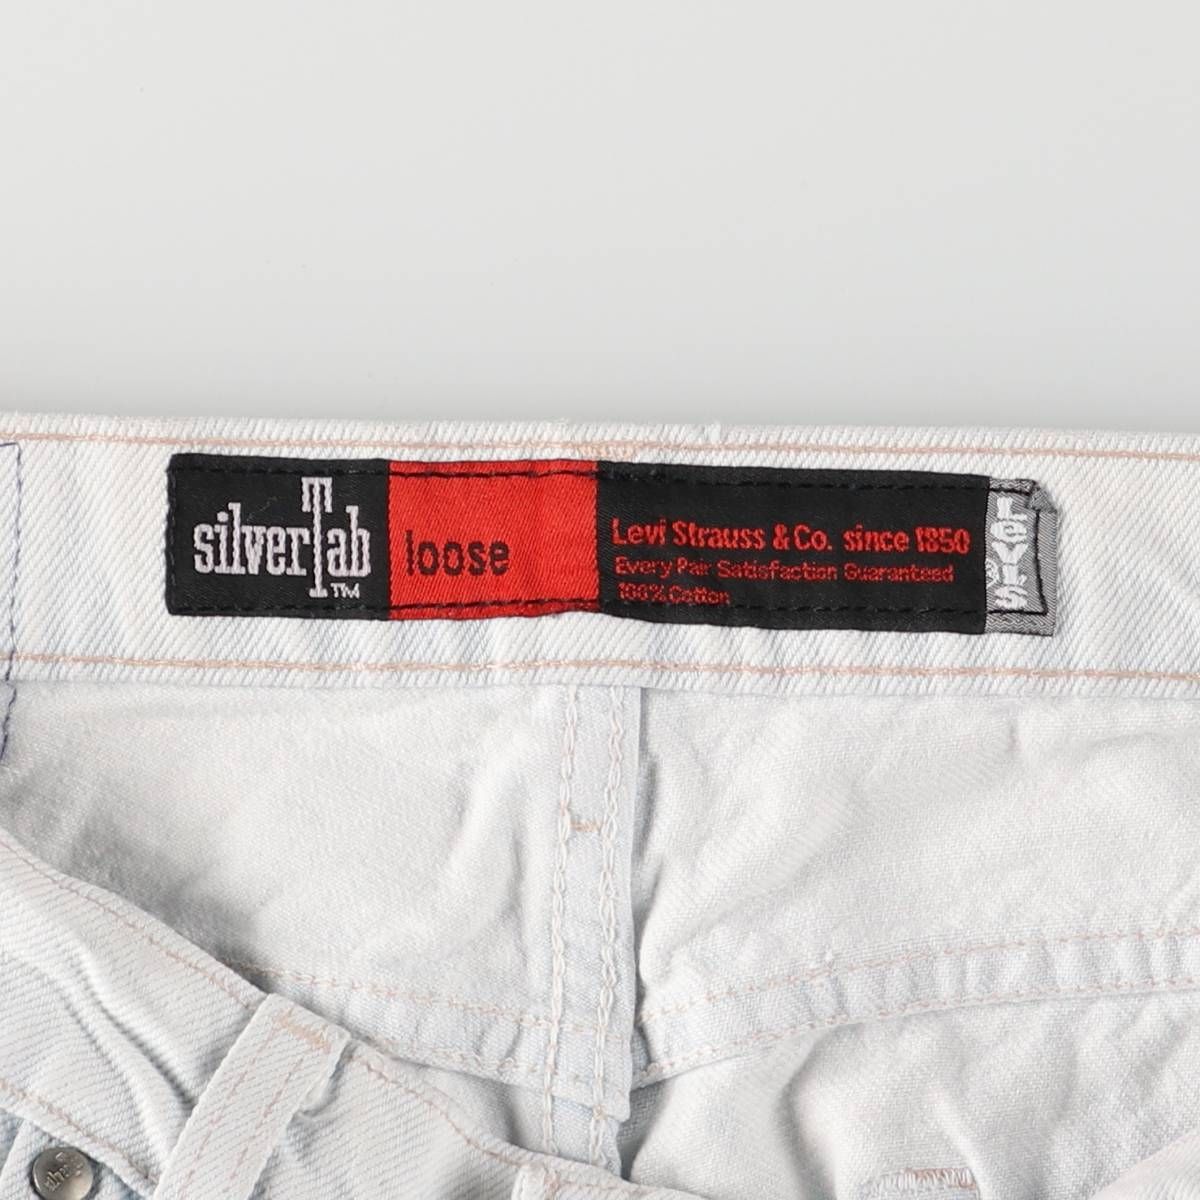 silverTab
TM
loose
Levi Strauss & Co. since 1850
Every Pair Satisfaction Guaranteed
100% Cotton
LEVI'S